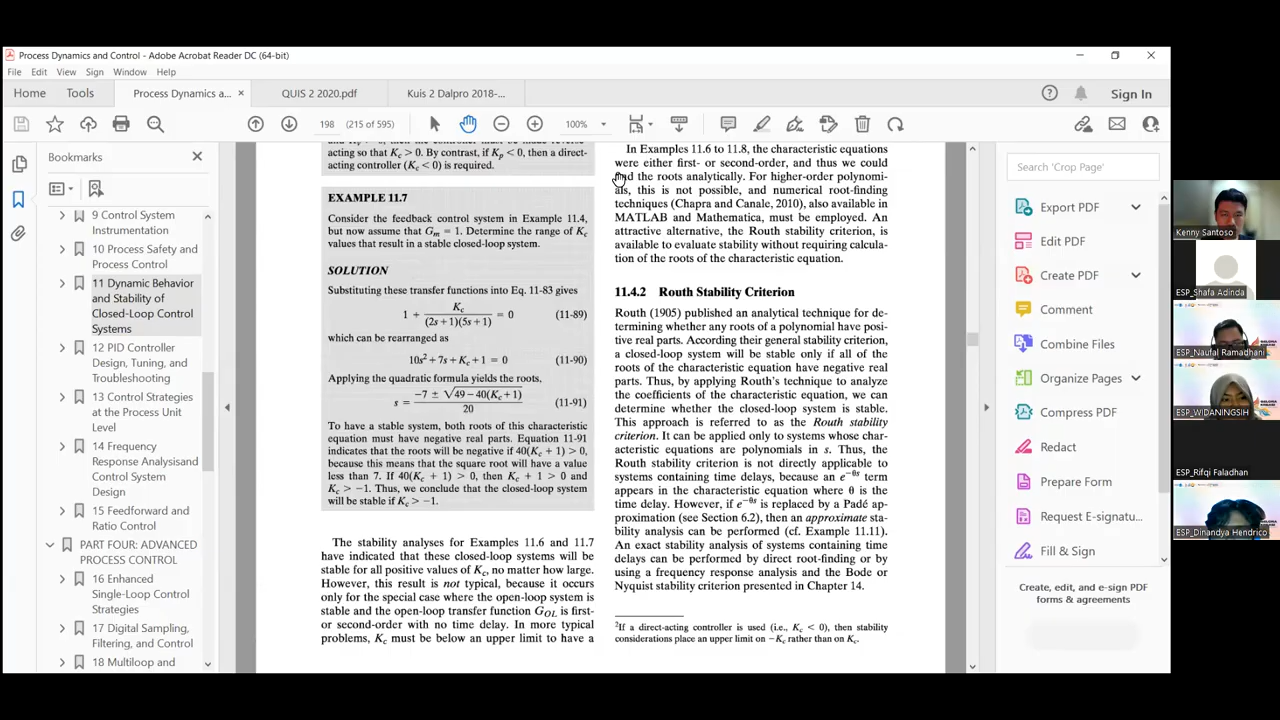 Process Dynamics and Control - Adobe Acrobat Reader DC (64-bit)
File Edit View Sign Window Help
Home Tools Process Dynamics a... × QUIS 2 2020.pdf Kuis 2 Dalpro 2018-... Sign In
198 (215 of 595) 100%
Bookmarks
9 Control System
Instrumentation
10 Process Safety and
Process Control
11 Dynamic Behavior
and Stability of
Closed-Loop Control
Systems
12 PID Controller
Design, Tuning, and
Troubleshooting
13 Control Strategies
at the Process Unit
Level
14 Frequency
Response Analysisand
Control System
Design
15 Feedforward and
Ratio Control
PART FOUR: ADVANCED
PROCESS CONTROL
16 Enhanced
Single-Loop Control
Strategies
17 Digital Sampling,
Filtering, and Control
18 Multiloop and
acting so that Kc > 0. By contrast, if Kp < 0, then a direct-
acting controller (Kc < 0) is required.
EXAMPLE 11.7
Consider the feedback control system in Example 11.4,
but now assume that Gm = 1. Determine the range of Kc
values that result in a stable closed-loop system.
SOLUTION
Substituting these transfer functions into Eq. 11-83 gives
1 + Kc / (2s + 1)(5s + 1) = 0 (11-89)
which can be rearranged as
10s² + 7s + Kc + 1 = 0 (11-90)
Applying the quadratic formula yields the roots,
s = −7 ± √49 − 40(Kc + 1) / 20 (11-91)
To have a stable system, both roots of this characteristic
equation must have negative real parts. Equation 11-91
indicates that the roots will be negative if 40(Kc + 1) > 0,
because this means that the square root will have a value
less than 7. If 40(Kc + 1) > 0, then Kc + 1 > 0 and
Kc > −1. Thus, we conclude that the closed-loop system
will be stable if Kc > −1.
The stability analyses for Examples 11.6 and 11.7
have indicated that these closed-loop systems will be
stable for all positive values of Kc, no matter how large.
However, this result is not typical, because it occurs
only for the special case where the open-loop system is
stable and the open-loop transfer function GOL is first-
or second-order with no time delay. In more typical
problems, Kc must be below an upper limit to have a
In Examples 11.6 to 11.8, the characteristic equations
were either first- or second-order, and thus we could
find the roots analytically. For higher-order polynomi-
als, this is not possible, and numerical root-finding
techniques (Chapra and Canale, 2010), also available in
MATLAB and Mathematica, must be employed. An
attractive alternative, the Routh stability criterion, is
available to evaluate stability without requiring calcula-
tion of the roots of the characteristic equation.
11.4.2 Routh Stability Criterion
Routh (1905) published an analytical technique for de-
termining whether any roots of a polynomial have posi-
tive real parts. According their general stability criterion,
a closed-loop system will be stable only if all of the
roots of the characteristic equation have negative real
parts. Thus, by applying Routh's technique to analyze
the coefficients of the characteristic equation, we can
determine whether the closed-loop system is stable.
This approach is referred to as the Routh stability
criterion. It can be applied only to systems whose char-
acteristic equations are polynomials in s. Thus, the
Routh stability criterion is not directly applicable to
systems containing time delays, because an e^−θs term
appears in the characteristic equation where θ is the
time delay. However, if e^−θs is replaced by a Padé ap-
proximation (see Section 6.2), then an approximate sta-
bility analysis can be performed (cf. Example 11.11).
An exact stability analysis of systems containing time
delays can be performed by direct root-finding or by
using a frequency response analysis and the Bode or
Nyquist stability criterion presented in Chapter 14.
²If a direct-acting controller is used (i.e., Kc < 0), then stability
considerations place an upper limit on −Kc rather than on Kc.
Search 'Crop Page'
Export PDF
Edit PDF
Create PDF
Comment
Combine Files
Organize Pages
Compress PDF
Redact
Prepare Form
Request E-signatu...
Fill & Sign
Create, edit, and e-sign PDF
forms & agreements
Kenny Santoso
ESP_Shafa Adinda
ESP_Naufal Ramadhani
ESP_WIDANINGSIH
ESP_Rifqi Faladhan
ESP_Dinandya Hendrico